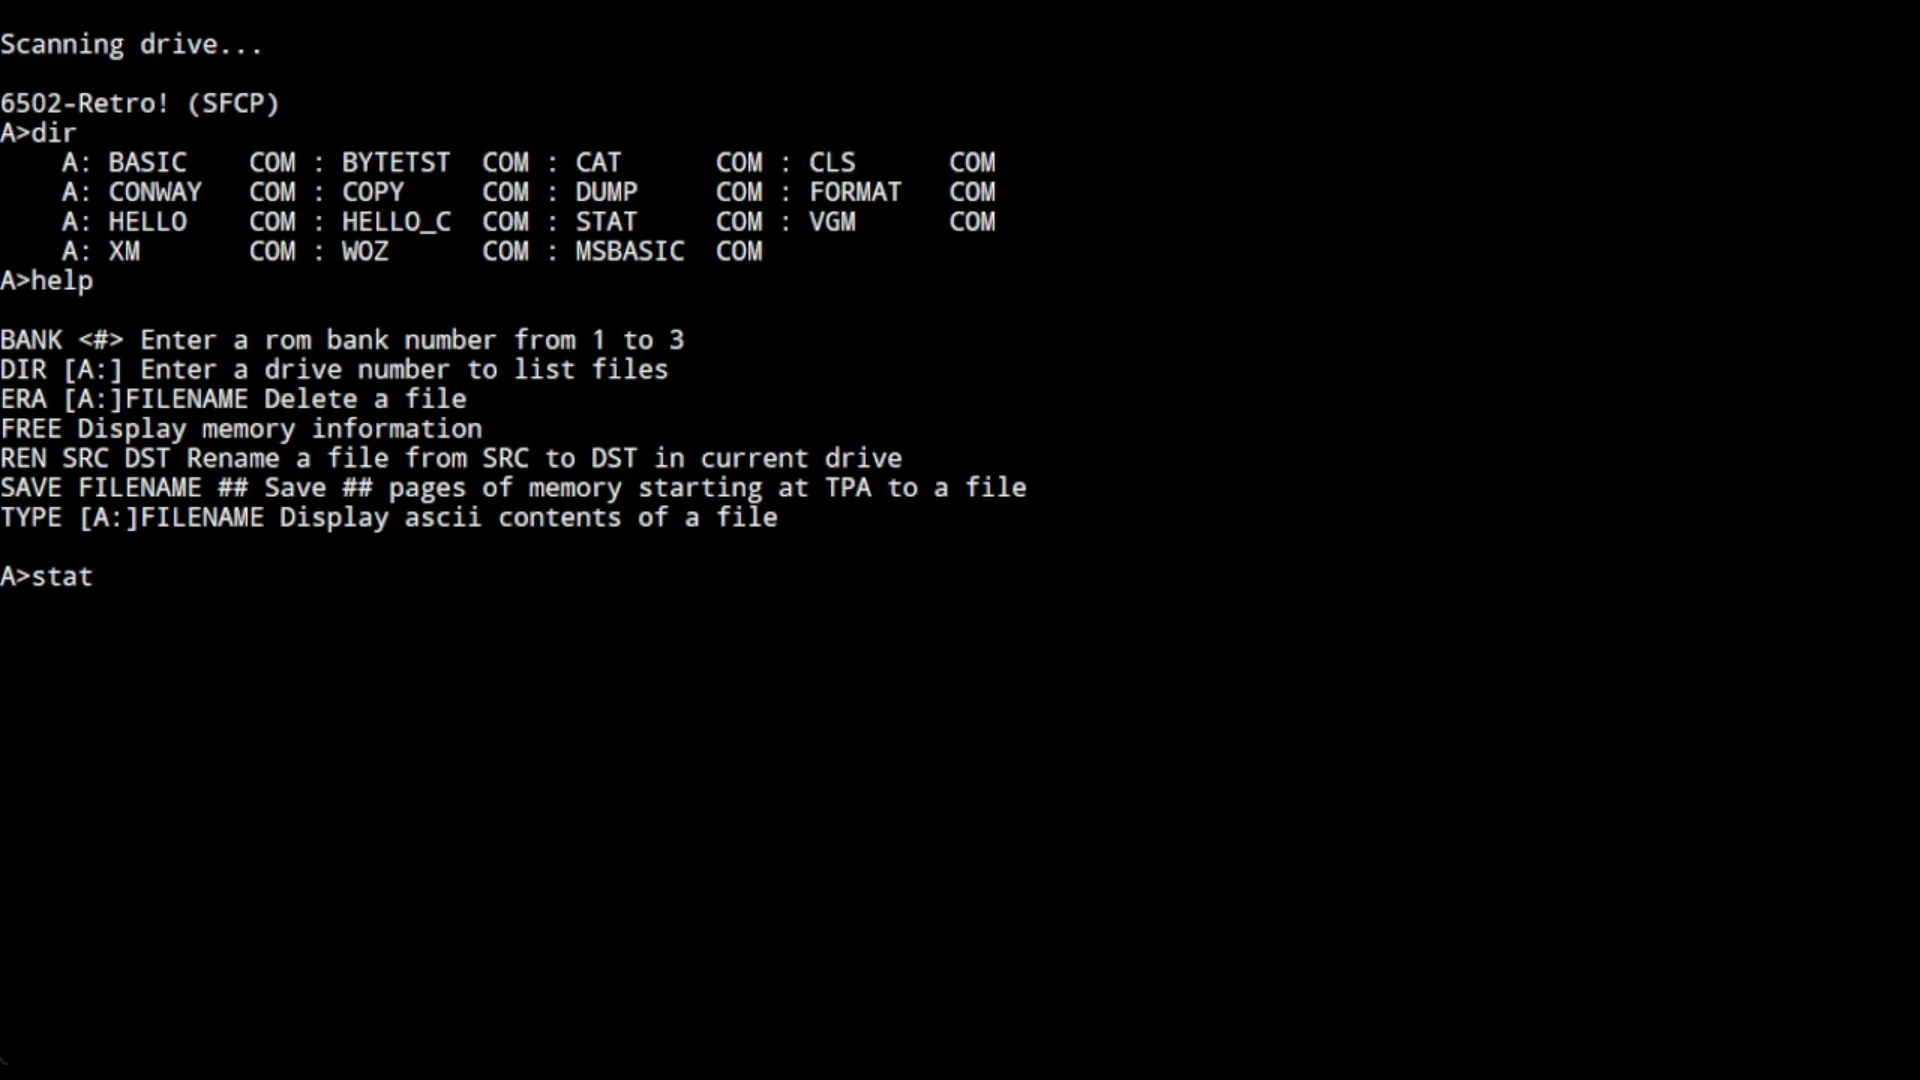 Scanning drive...
6502-Retro! (SFCP)
A>dir
    A: BASIC    COM : BYTETST  COM : CAT      COM : CLS      COM
    A: CONWAY   COM : COPY     COM : DUMP     COM : FORMAT   COM
    A: HELLO    COM : HELLO_C  COM : STAT     COM : VGM      COM
    A: XM       COM : WOZ      COM : MSBASIC  COM
A>help
BANK <#> Enter a rom bank number from 1 to 3
DIR [A:] Enter a drive number to list files
ERA [A:]FILENAME Delete a file
FREE Display memory information
REN SRC DST Rename a file from SRC to DST in current drive
SAVE FILENAME ## Save ## pages of memory starting at TPA to a file
TYPE [A:]FILENAME Display ascii contents of a file
A>stat